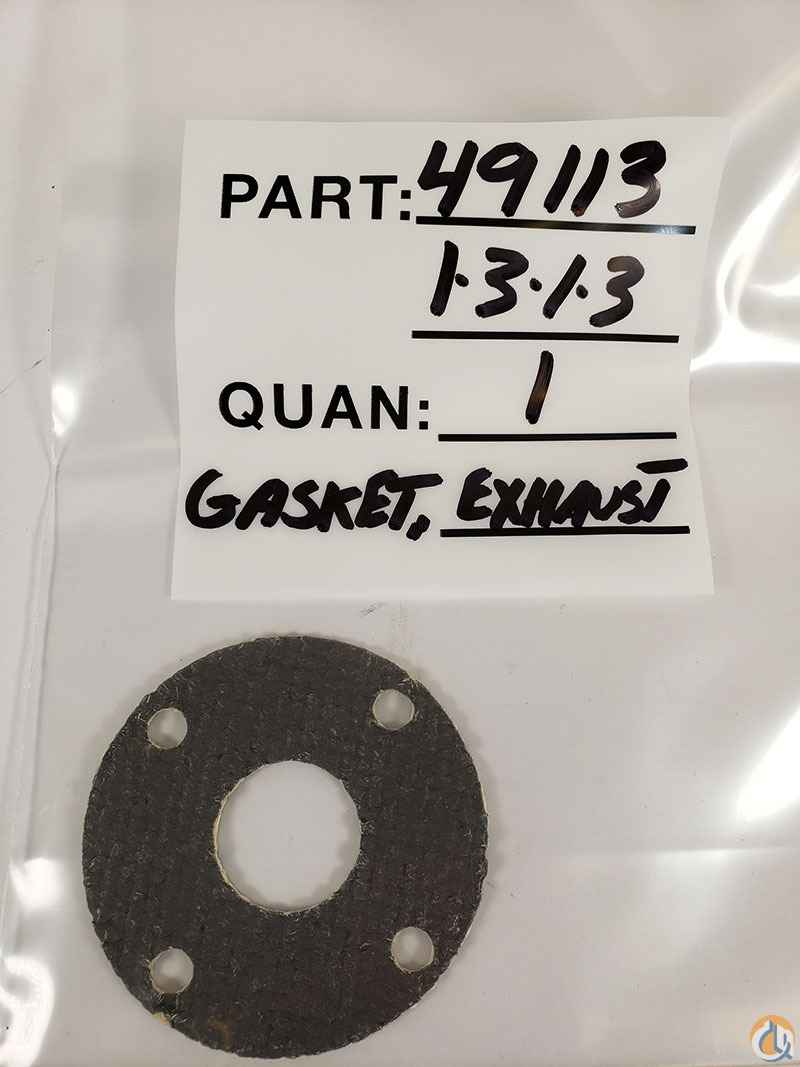 PART: 49113
1·3·1·3
QUAN: 1
GASKET, EXHAUST